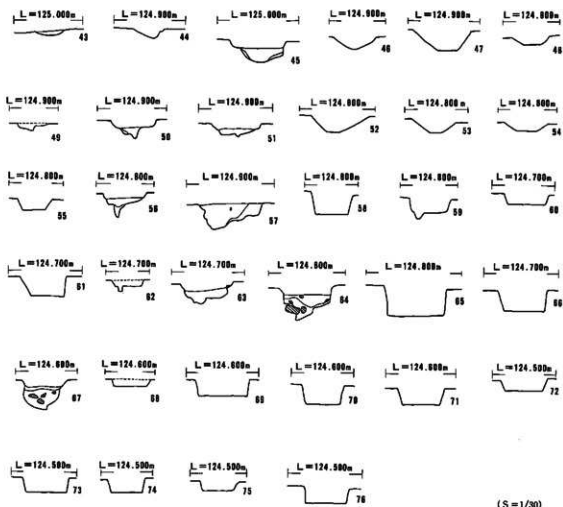 L=125.000m L=124.900m L=125.000m L=124.900m L=124.900m L=124.800m
43 44 45 46 47 48
L=124.900m L=124.900m L=124.900m L=124.800m L=124.800m L=124.800m
49 50 51 52 53 54
L=124.800m L=124.800m L=124.900m L=124.800m L=124.800m L=124.700m
55 56 57 58 59 60
L=124.700m L=124.700m L=124.700m L=124.600m L=124.800m L=124.700m
61 62 63 64 65 66
L=124.600m L=124.600m L=124.600m L=124.600m L=124.600m L=124.500m
67 68 69 70 71 72
L=124.500m L=124.500m L=124.500m L=124.500m
73 74 75 76
(S=1/30)